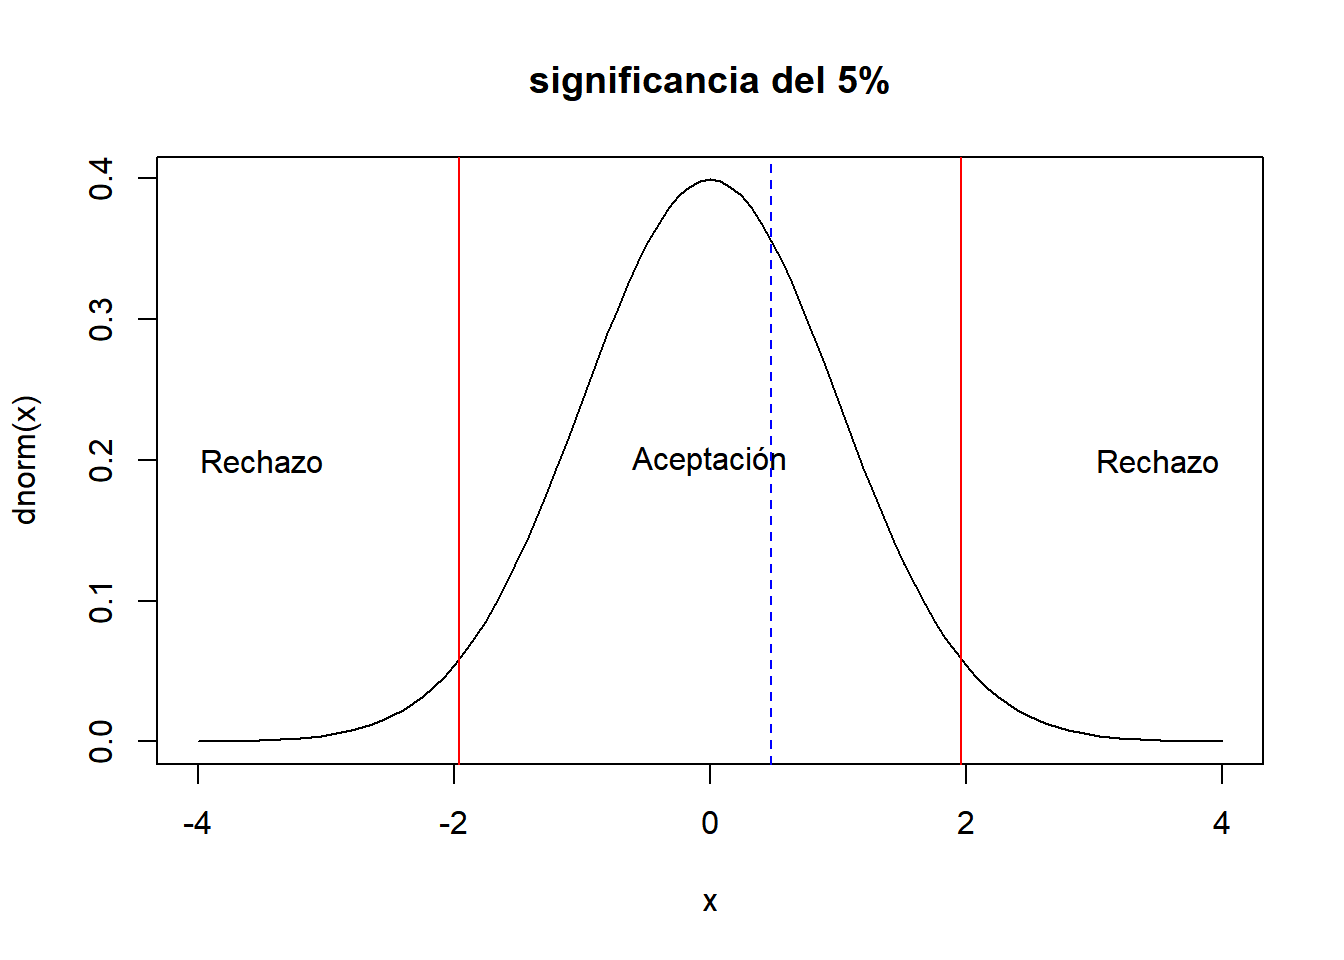 significancia del 5%
0.4
0.3
0.2
0.1
0.0
dnorm(x)
Rechazo
Aceptación
Rechazo
-4
-2
0
2
4
x